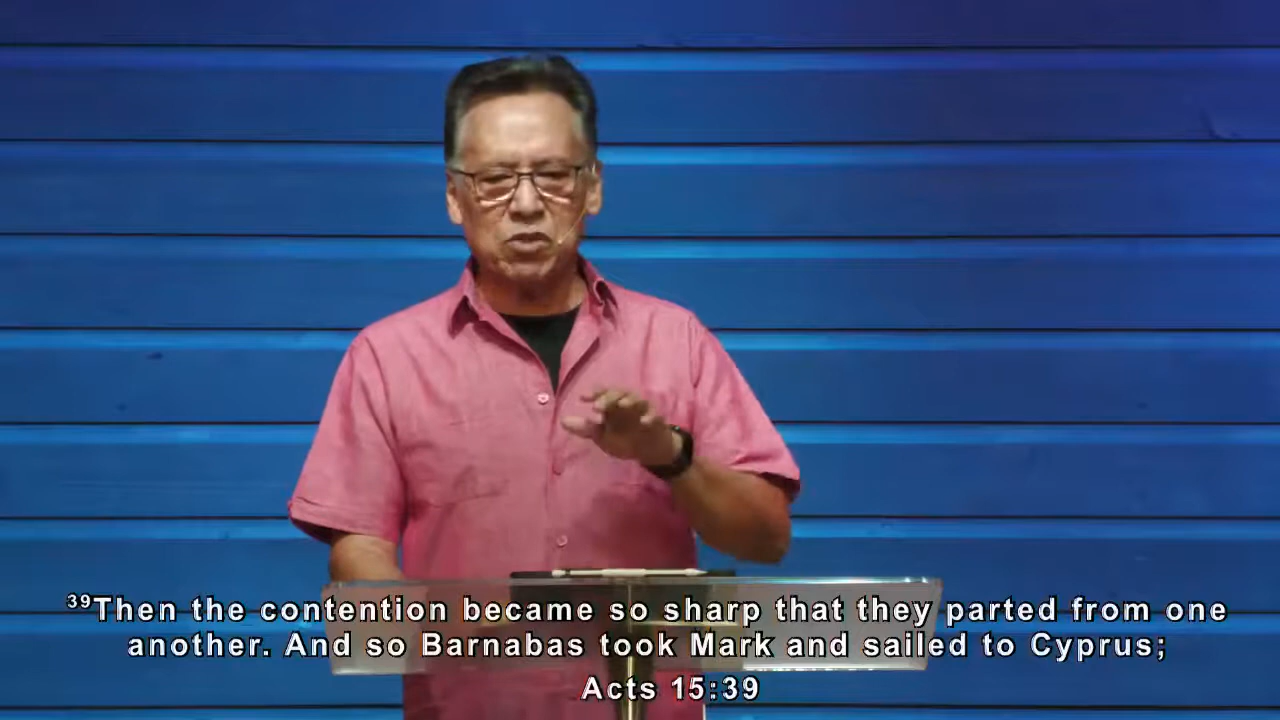 ³⁹Then the contention became so sharp that they parted from one
another. And so Barnabas took Mark and sailed to Cyprus;
Acts 15:39